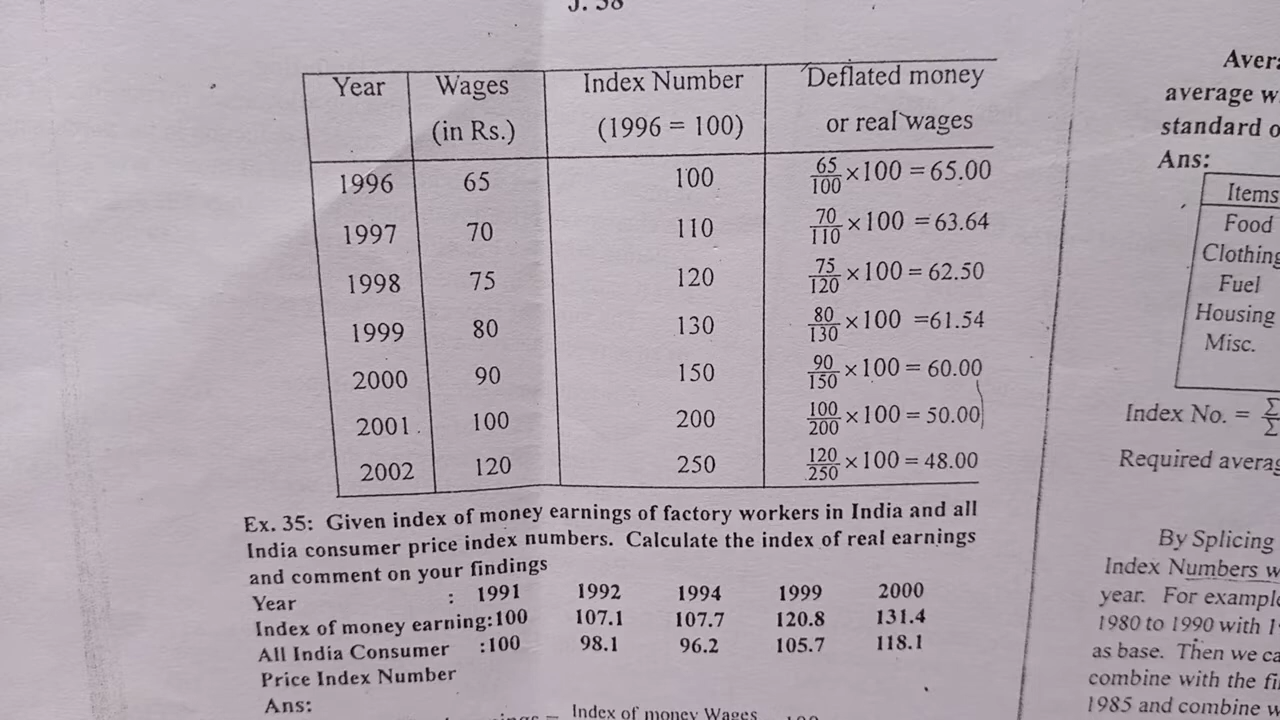 J. 38
Year Wages Index Number Deflated money
(in Rs.) (1996 = 100) or real wages
1996 65 100 65/100 ×100 = 65.00
1997 70 110 70/110 ×100 = 63.64
1998 75 120 75/120 ×100 = 62.50
1999 80 130 80/130 ×100 =61.54
2000 90 150 90/150 ×100 = 60.00
2001 100 200 100/200 ×100 = 50.00
2002 120 250 120/250 ×100 = 48.00
Ex. 35: Given index of money earnings of factory workers in India and all
India consumer price index numbers. Calculate the index of real earnings
and comment on your findings
Year : 1991 1992 1994 1999 2000
Index of money earning:100 107.1 107.7 120.8 131.4
All India Consumer :100 98.1 96.2 105.7 118.1
Price Index Number
Ans:
Index of money Wages
average w
standard o
Ans:
Items
Food
Clothing
Fuel
Housing
Misc.
Index No. =
Required averag
By Splicing
Index Numbers w
year. For example
1980 to 1990 with 1
as base. Then we ca
combine with the fi
1985 and combine w